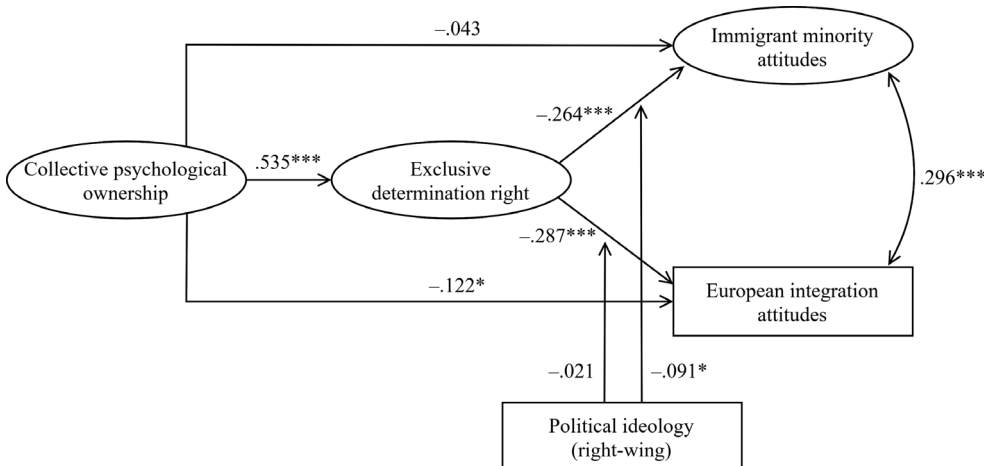 –.043
Immigrant minority
attitudes
–.264***
Collective psychological
ownership
.535***
Exclusive
determination right
.296***
–.287***
–.122*
European integration
attitudes
–.021
–.091*
Political ideology
(right-wing)